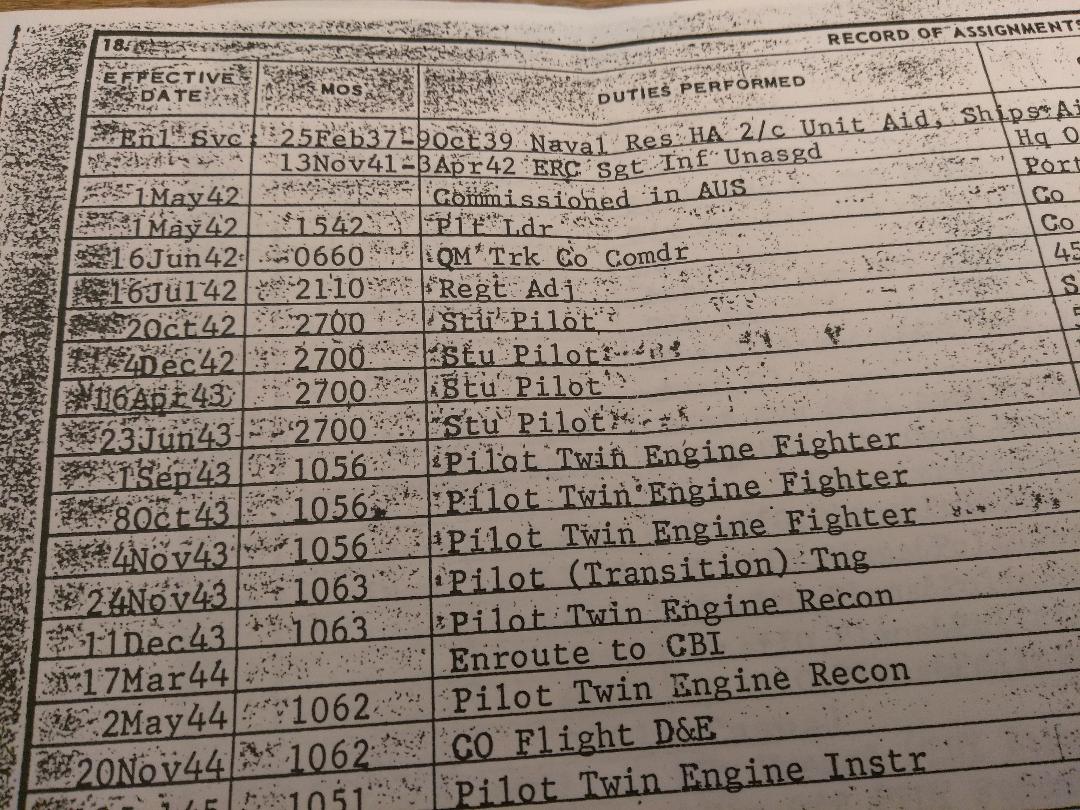 18. RECORD OF ASSIGNMENTS
EFFECTIVE DATE MOS DUTIES PERFORMED
Enl Svc: 25Feb37-9Oct39 Naval Res HA 2/c Unit Aid, Ships Ai
13Nov41-3Apr42 ERC Sgt Inf Unasgd Hq O
1May42 Commissioned in AUS Port
1May42 1542 Plt Ldr Co
16Jun42 0660 QM Trk Co Comdr Co
16Jul42 2110 Regt Adj 45
2Oct42 2700 Stu Pilot S
4Dec42 2700 Stu Pilot
16Apr43 2700 Stu Pilot
23Jun43 2700 Stu Pilot
1Sep43 1056 Pilot Twin Engine Fighter
8Oct43 1056 Pilot Twin Engine Fighter
4Nov43 1056 Pilot Twin Engine Fighter
24Nov43 1063 Pilot (Transition) Tng
11Dec43 1063 Pilot Twin Engine Recon
17Mar44 Enroute to CBI
2May44 1062 Pilot Twin Engine Recon
20Nov44 1062 CO Flight D&E
1051 Pilot Twin Engine Instr